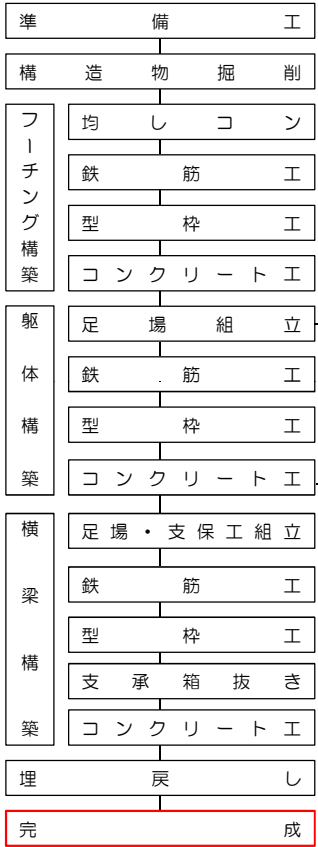 準備工
構造物掘削
フーチング構築
均しコン
鉄筋工
型枠工
コンクリート工
躯体構築
足場組立
鉄筋工
型枠工
コンクリート工
横梁構築
足場・支保工組立
鉄筋工
型枠工
支承箱抜き
コンクリート工
埋戻し
完成